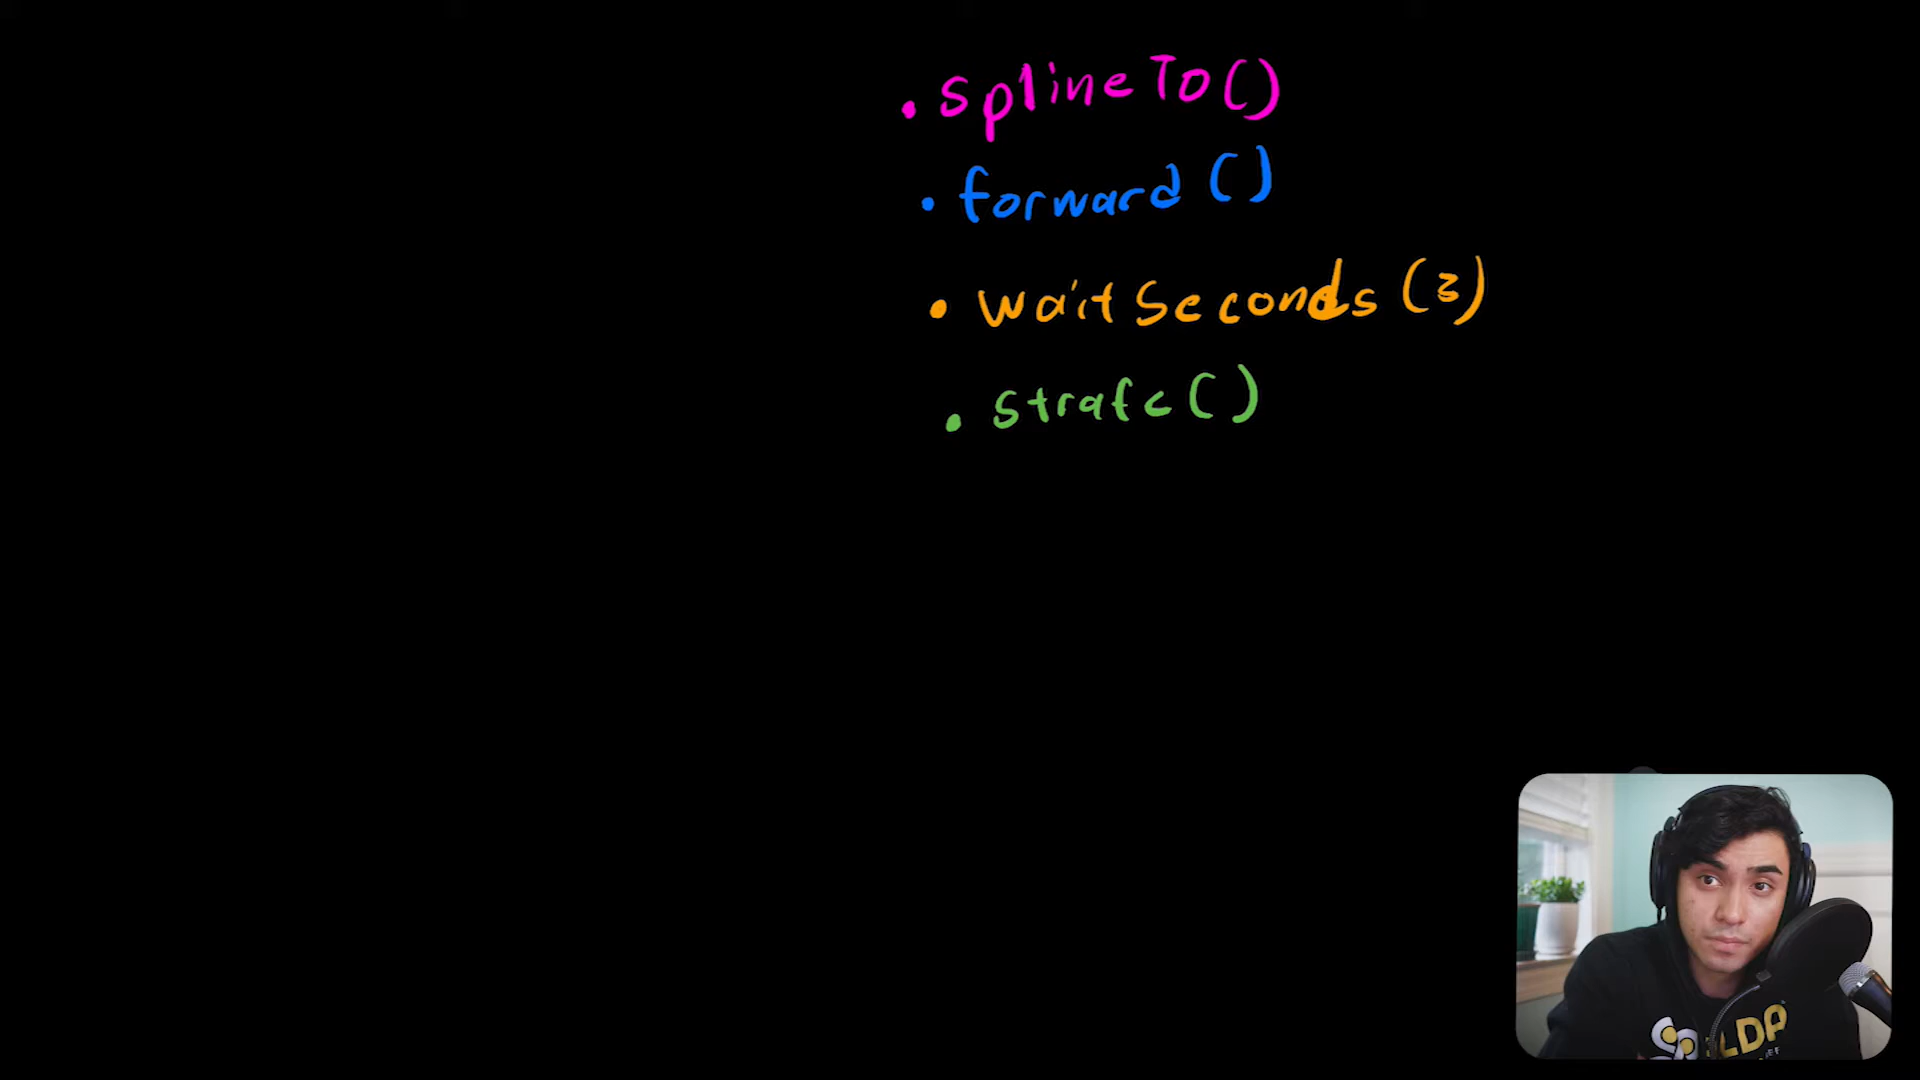 • splineTo()
• forward()
• waitSeconds(3)
• strafe()